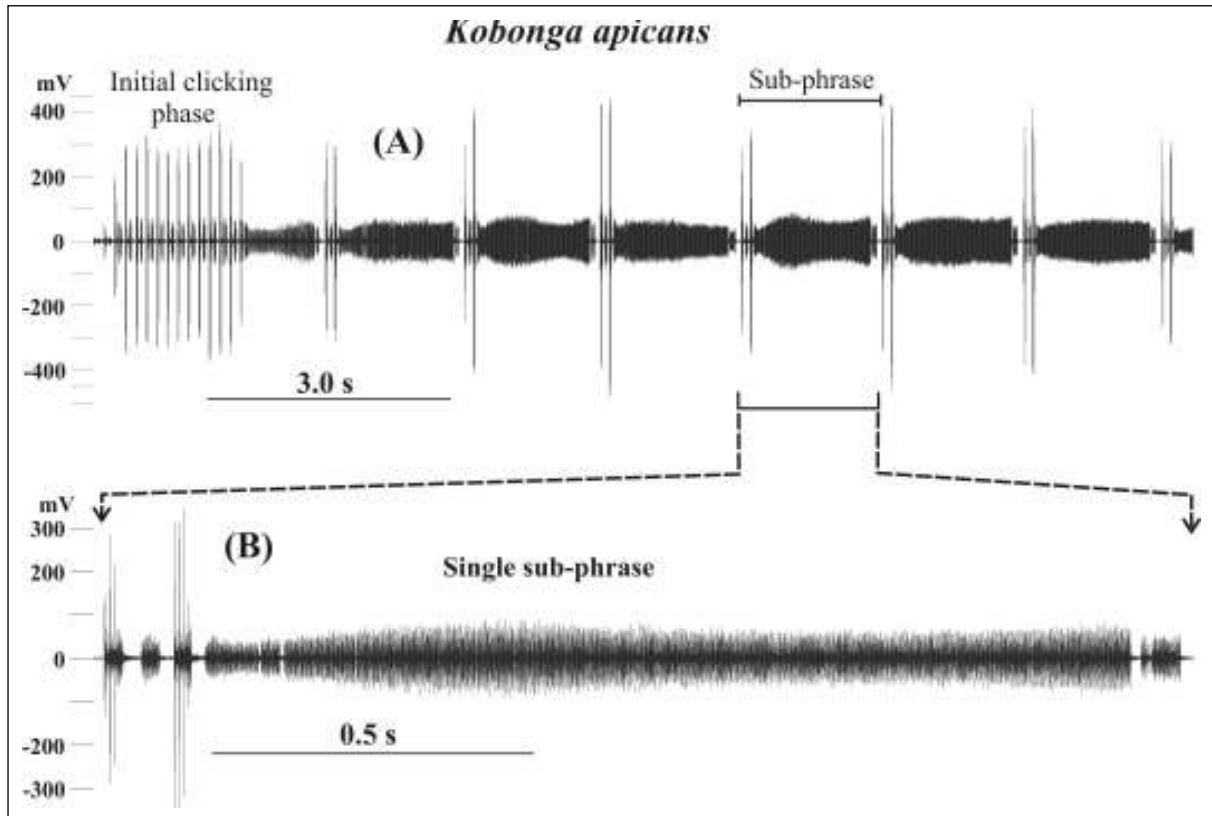 Kobonga apicans
mV
Initial clicking
phase
Sub-phrase
(A)
400
200
0
-200
-400
3.0 s
mV
(B)
Single sub-phrase
300
200
0
-200
-300
0.5 s